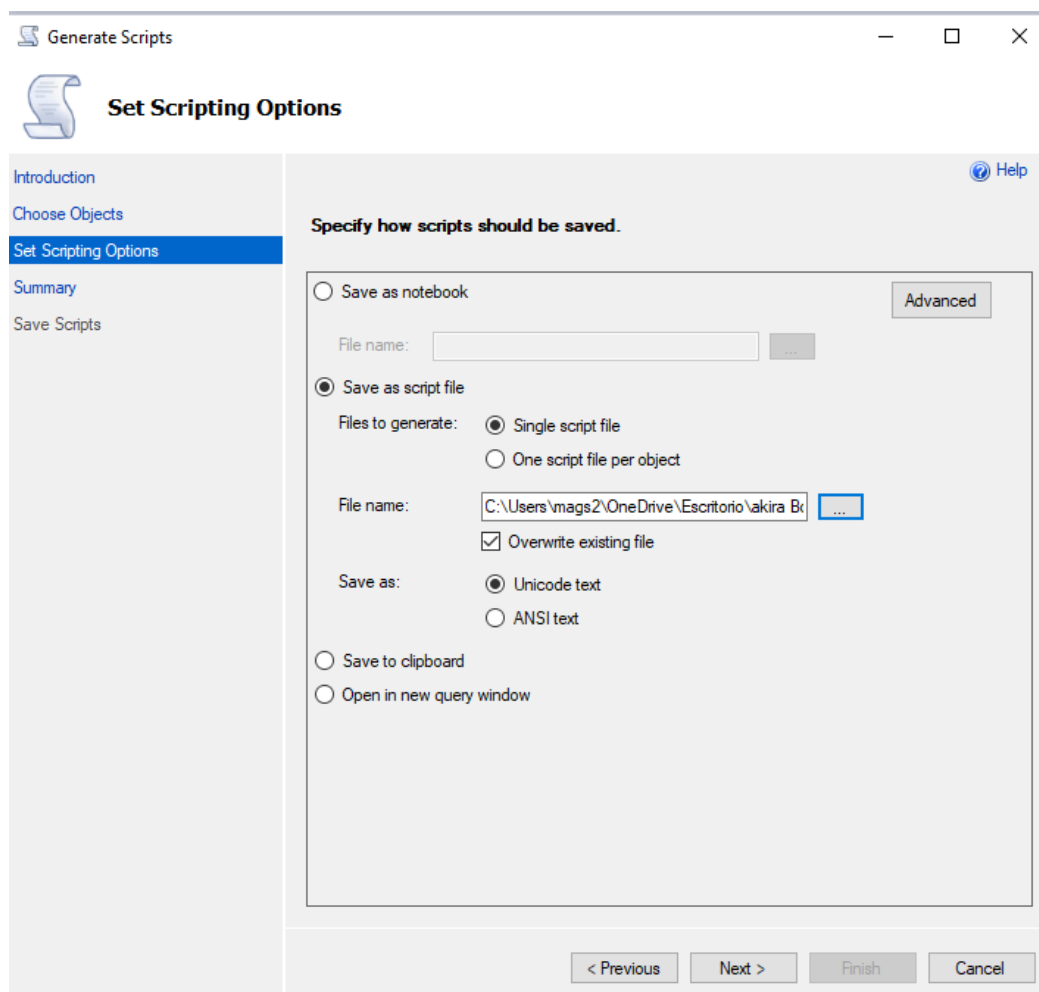 Generate Scripts
Set Scripting Options
Help
Introduction
Choose Objects
Set Scripting Options
Summary
Save Scripts
Specify how scripts should be saved.
Save as notebook
Advanced
File name:
...
Save as script file
Files to generate:
Single script file
One script file per object
File name:
C:\Users\mags2\OneDrive\Escritorio\akira
...
Overwrite existing file
Save as:
Unicode text
ANSI text
Save to clipboard
Open in new query window
< Previous
Next >
Finish
Cancel